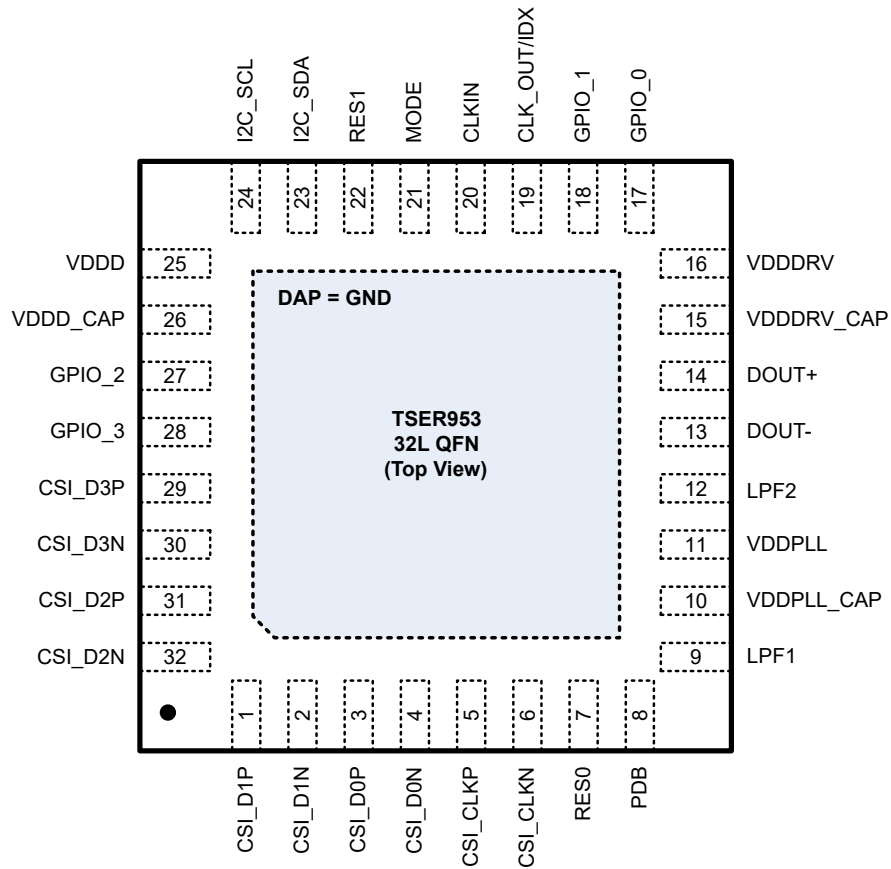 I2C_SCL
I2C_SDA
RES1
MODE
CLKIN
CLK_OUT/IDX
GPIO_1
GPIO_0
24
23
22
21
20
19
18
17
VDDD 25
VDDD_CAP 26
GPIO_2 27
GPIO_3 28
CSI_D3P 29
CSI_D3N 30
CSI_D2P 31
CSI_D2N 32
DAP = GND
TSER953
32L QFN
(Top View)
16 VDDDRV
15 VDDDRV_CAP
14 DOUT+
13 DOUT-
12 LPF2
11 VDDPLL
10 VDDPLL_CAP
9 LPF1
1
2
3
4
5
6
7
8
CSI_D1P
CSI_D1N
CSI_D0P
CSI_D0N
CSI_CLKP
CSI_CLKN
RES0
PDB